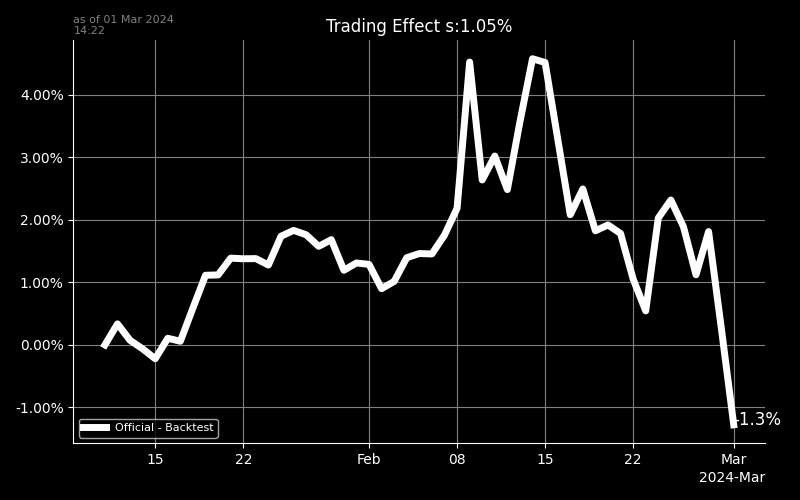 as of 01 Mar 2024
14:22
Trading Effect s:1.05%
4.00%
3.00%
2.00%
1.00%
0.00%
-1.00%
-1.3%
Official - Backtest
15
22
Feb
08
15
22
Mar
2024-Mar